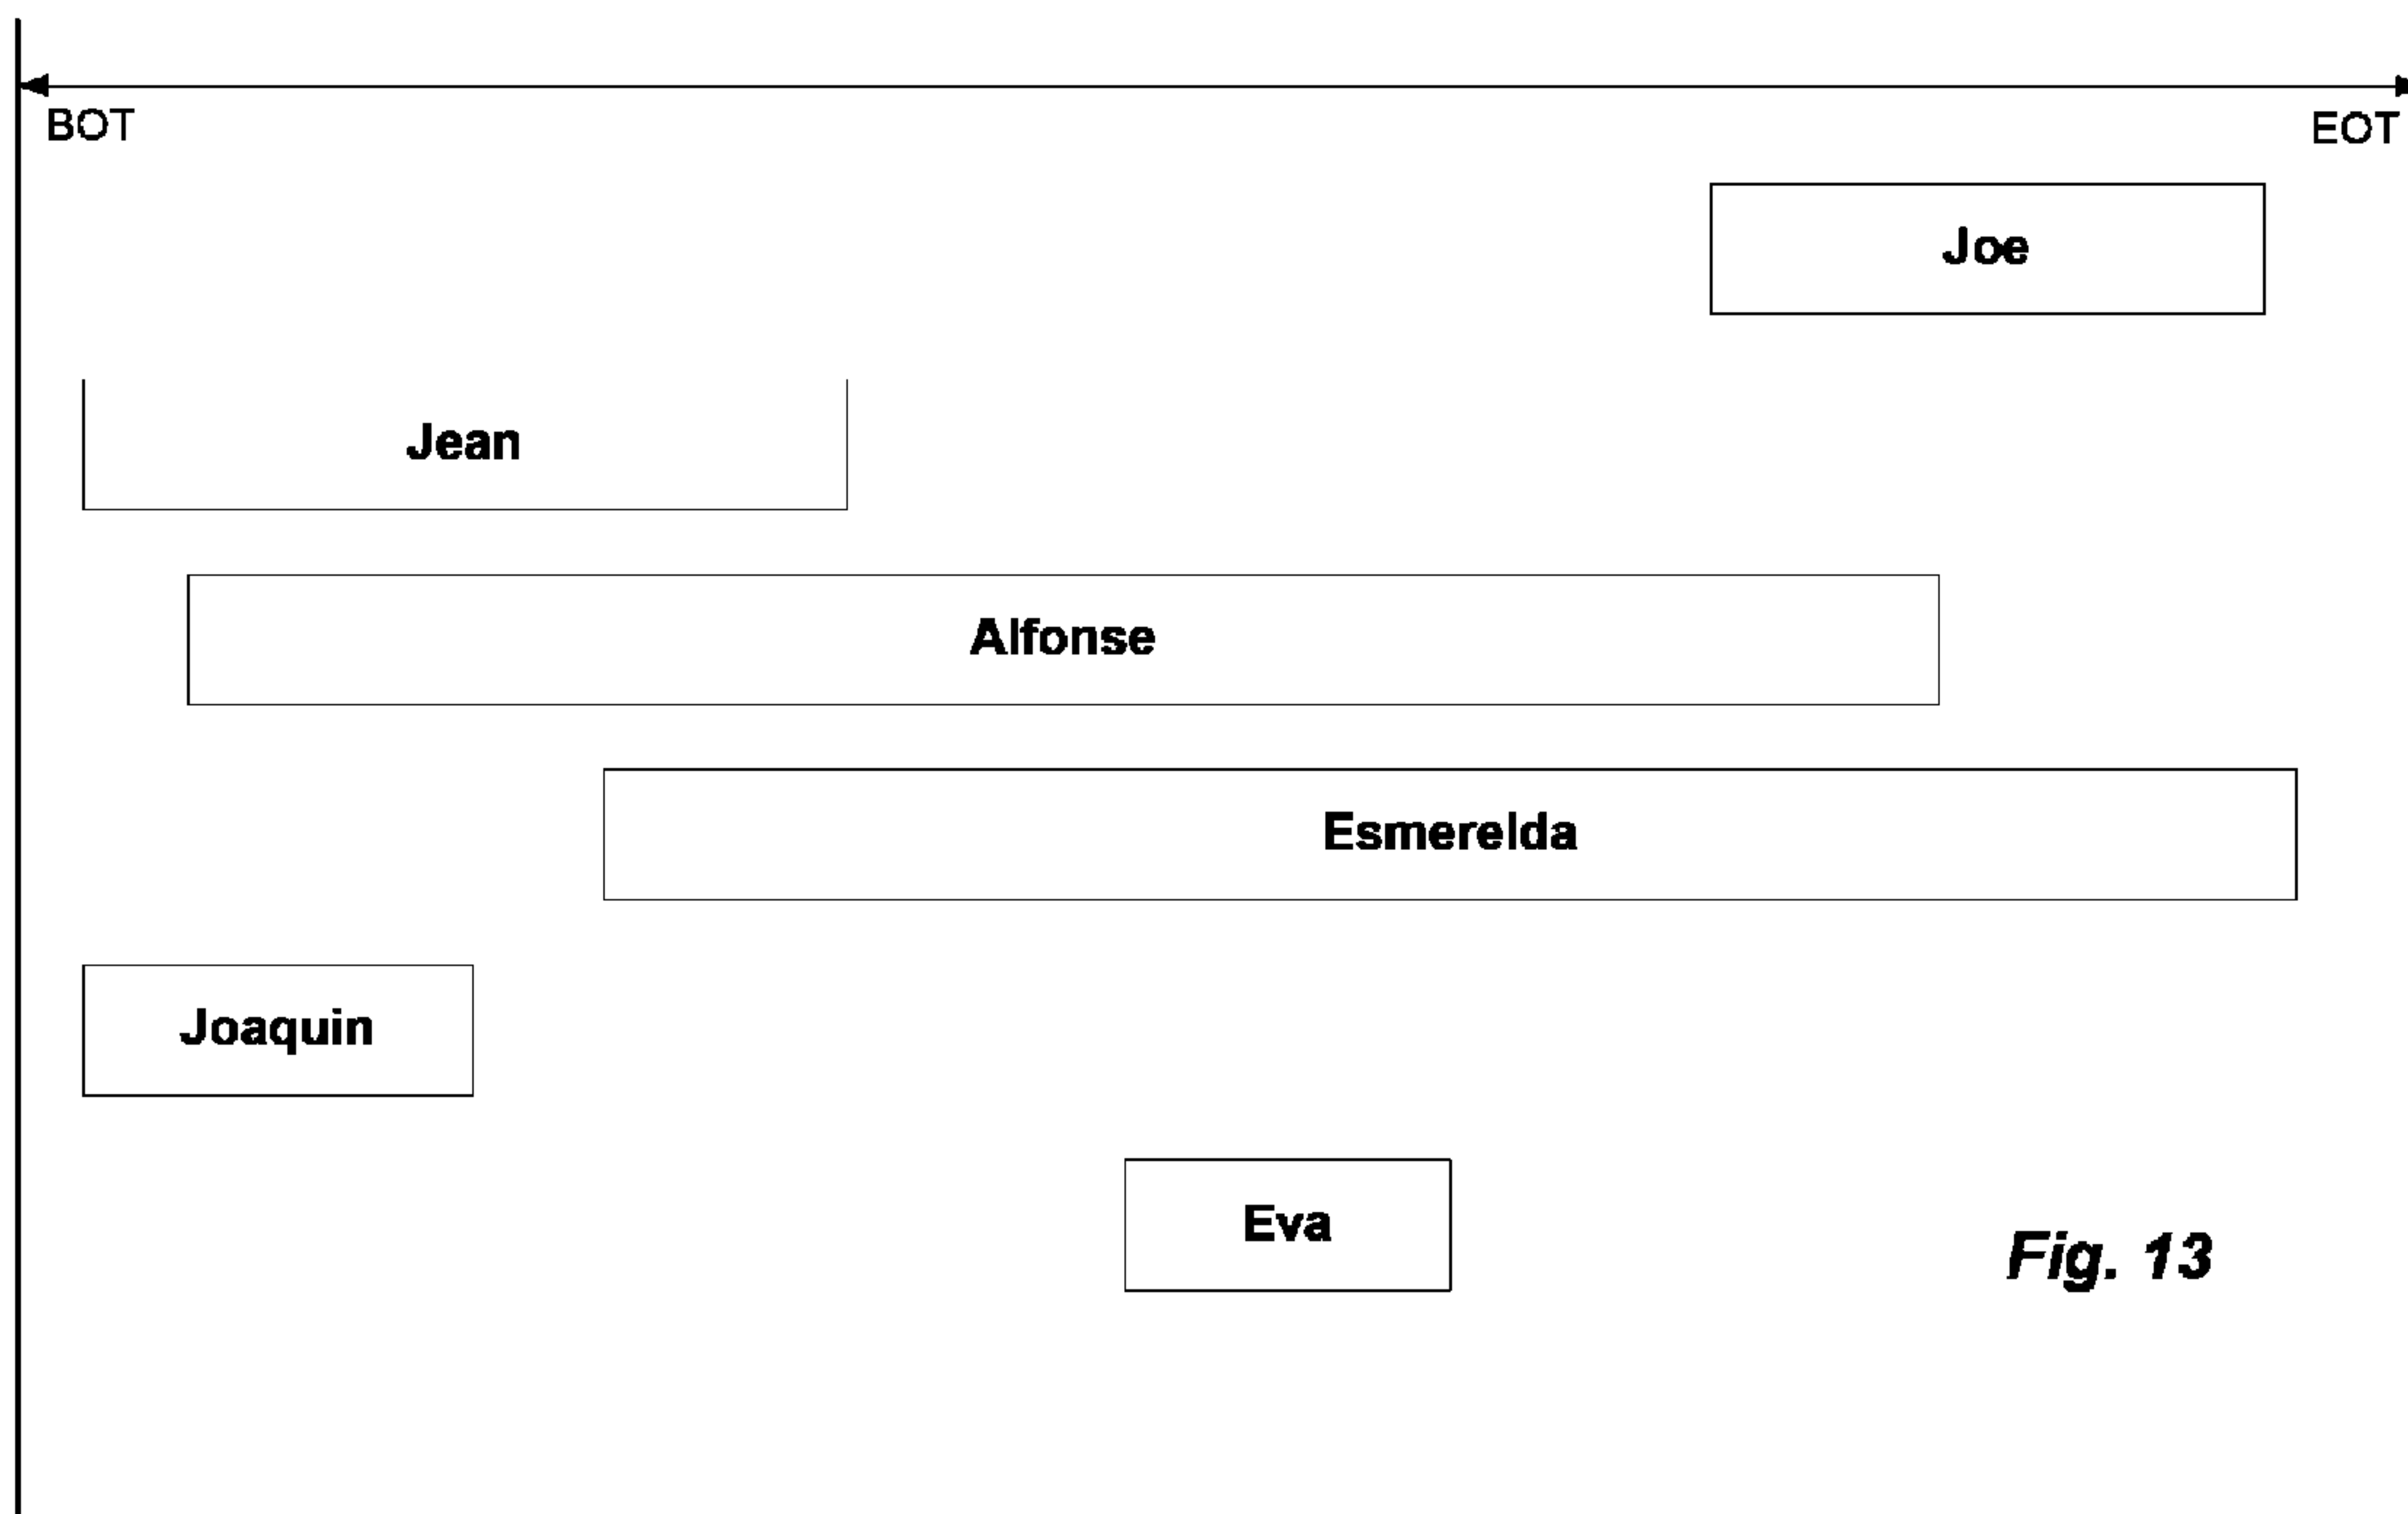 BOT
EOT
Joe
Jean
Alfonse
Esmerelda
Joaquin
Eva
Fig. 13